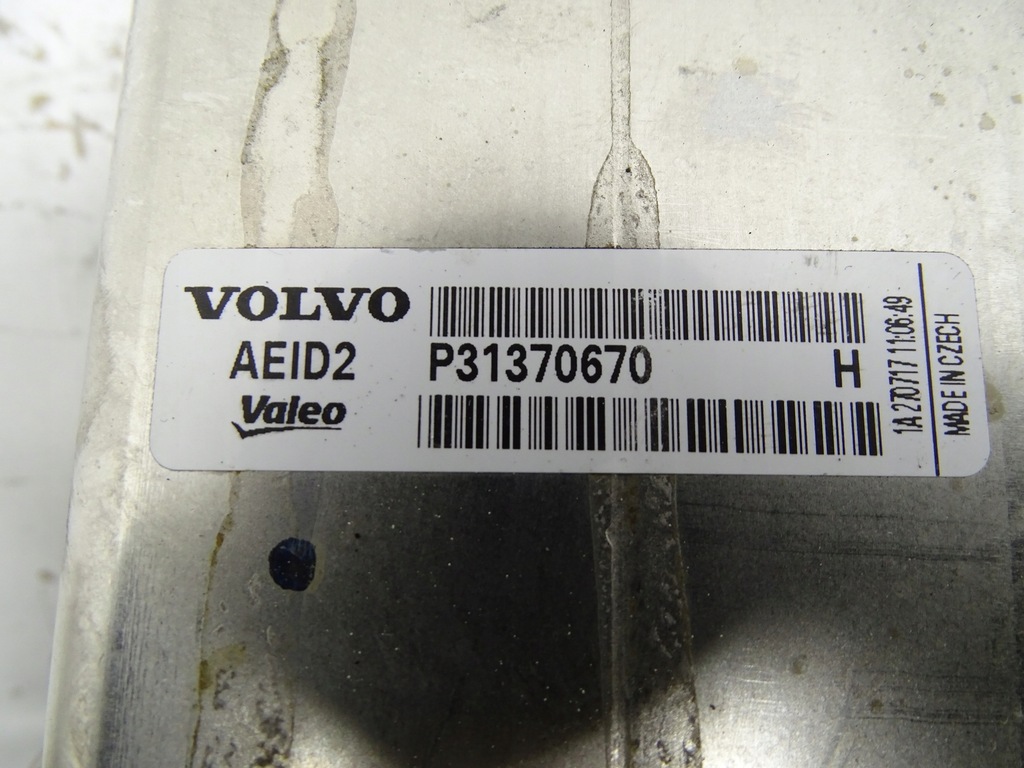 VOLVO
AEID2
Valeo
P31370670 H
1A 270717 11:06:49
MADE IN CZECH